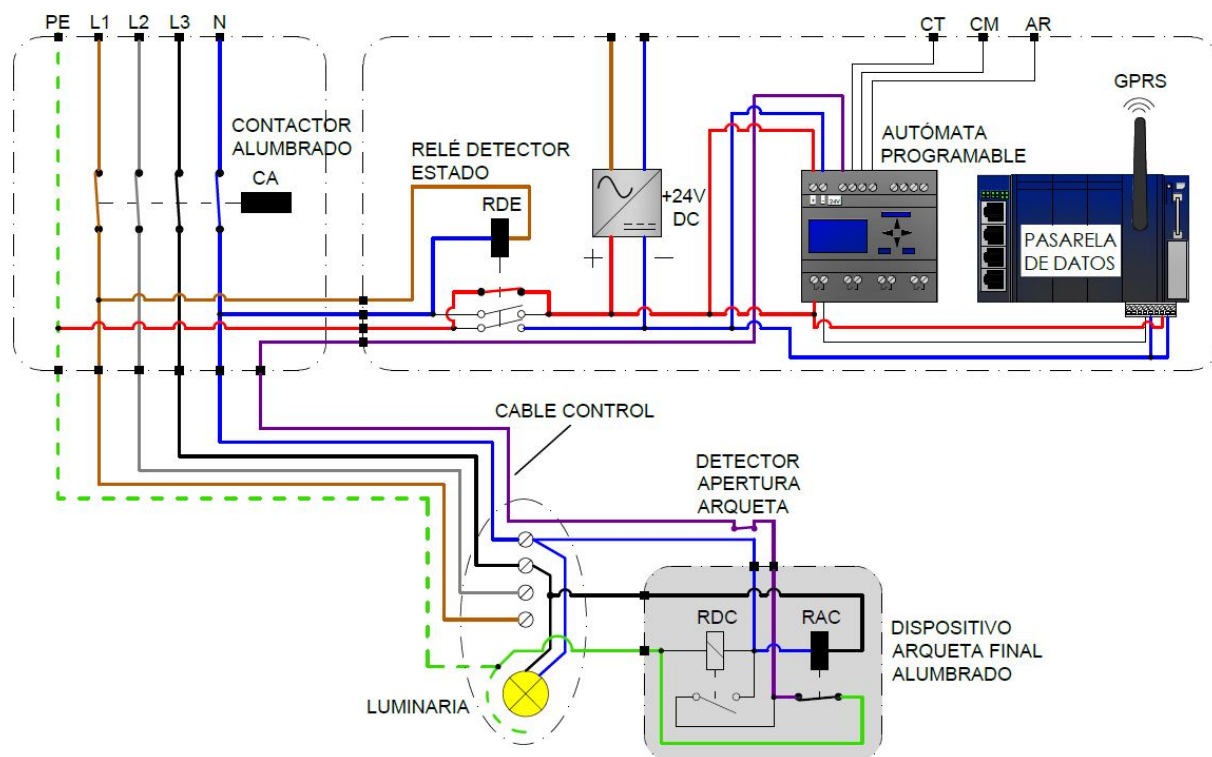 PE L1 L2 L3 N
CT CM AR
GPRS
CONTACTOR
ALUMBRADO
CA
RELÉ DETECTOR
ESTADO
RDE
+24V
DC
+ −
AUTÓMATA
PROGRAMABLE
24V
PASARELA
DE DATOS
CABLE CONTROL
DETECTOR
APERTURA
ARQUETA
RDC RAC
DISPOSITIVO
ARQUETA FINAL
ALUMBRADO
LUMINARIA